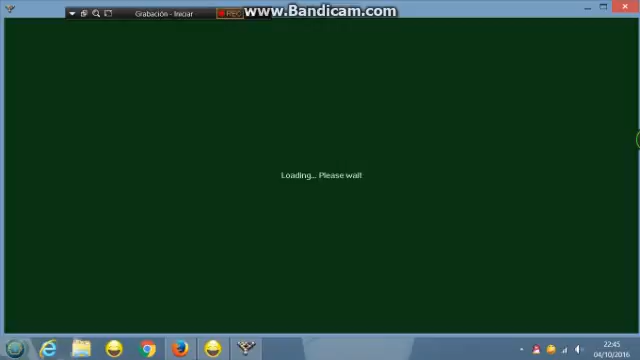 Grabación - Iniciar
REC
www.Bandicam.com
Loading... Please wait
22:45
04/10/2016